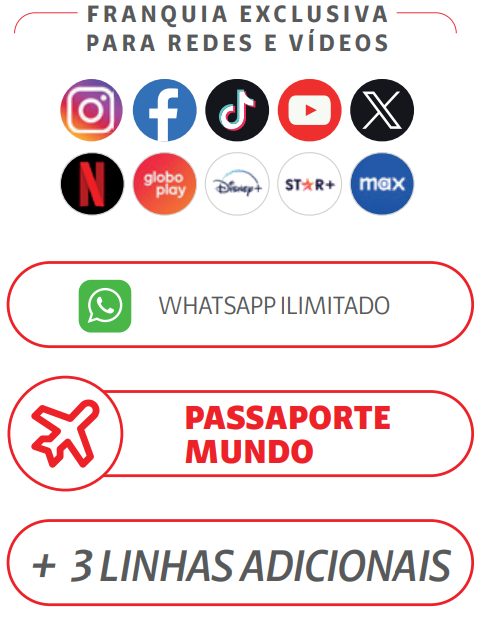 FRANQUIA EXCLUSIVA
PARA REDES E VÍDEOS
N globo play Disney+ ST★R+ max
WHATSAPP ILIMITADO
PASSAPORTE
MUNDO
+ 3 LINHAS ADICIONAIS